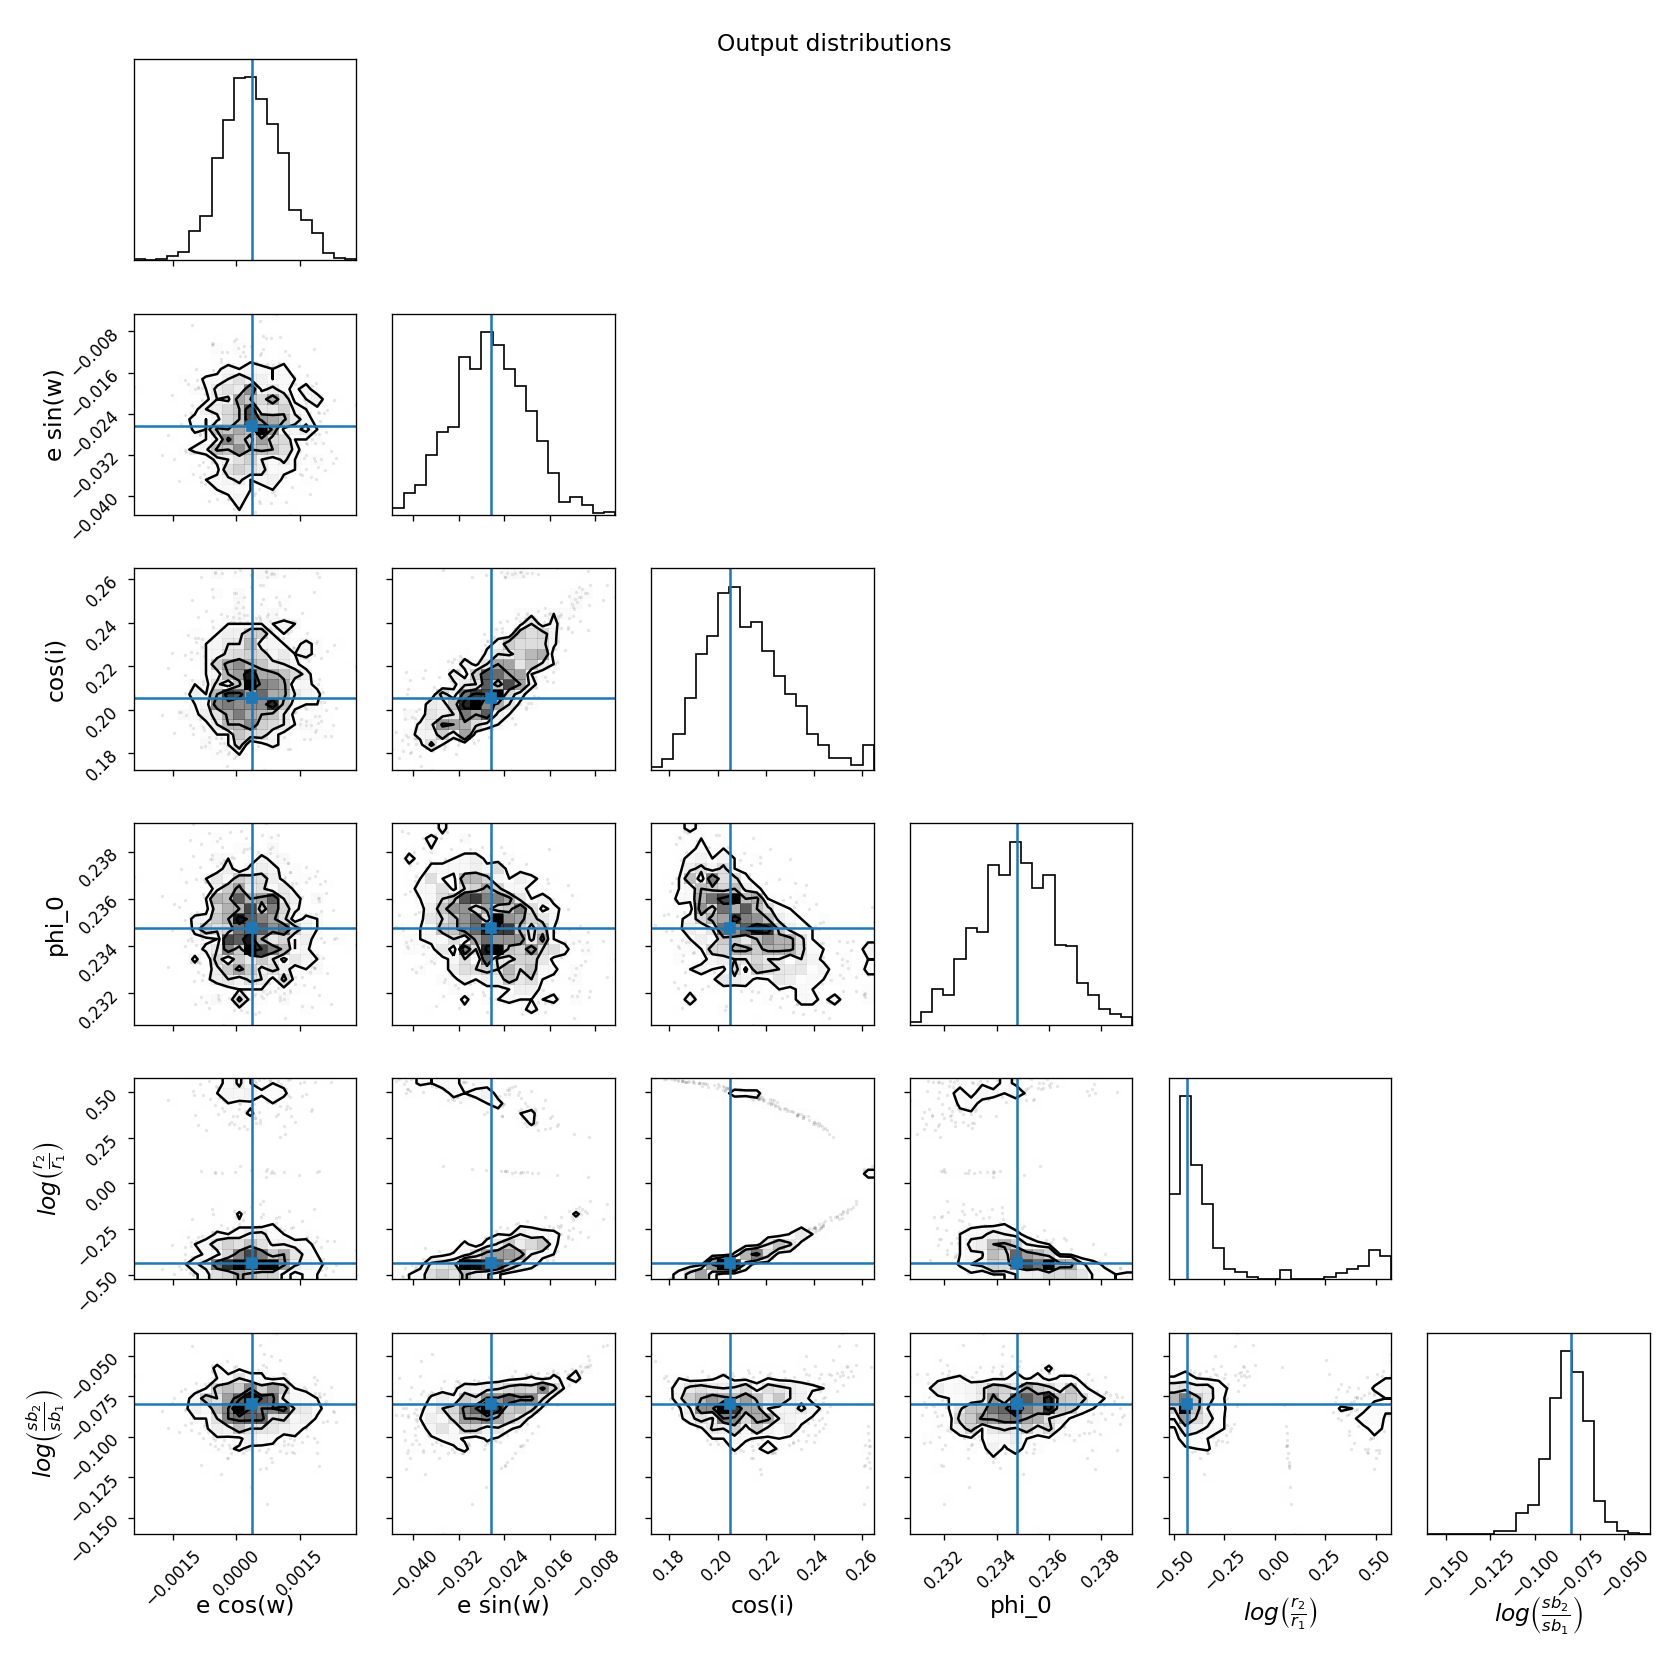 Output distributions
e sin(w)
−0.008
−0.016
−0.024
−0.032
−0.040
cos(i)
0.26
0.24
0.22
0.20
0.18
phi_0
0.238
0.236
0.234
0.232
log(r2/r1)
0.50
0.25
0.00
−0.25
−0.50
log(sb2/sb1)
−0.050
−0.075
−0.100
−0.125
−0.150
−0.0015 0.0000 0.0015
e cos(w)
−0.040 −0.032 −0.024 −0.016 −0.008
e sin(w)
0.18 0.20 0.22 0.24 0.26
cos(i)
0.232 0.234 0.236 0.238
phi_0
−0.50 −0.25 0.00 0.25 0.50
log(r2/r1)
−0.150 −0.125 −0.100 −0.075 −0.050
log(sb2/sb1)